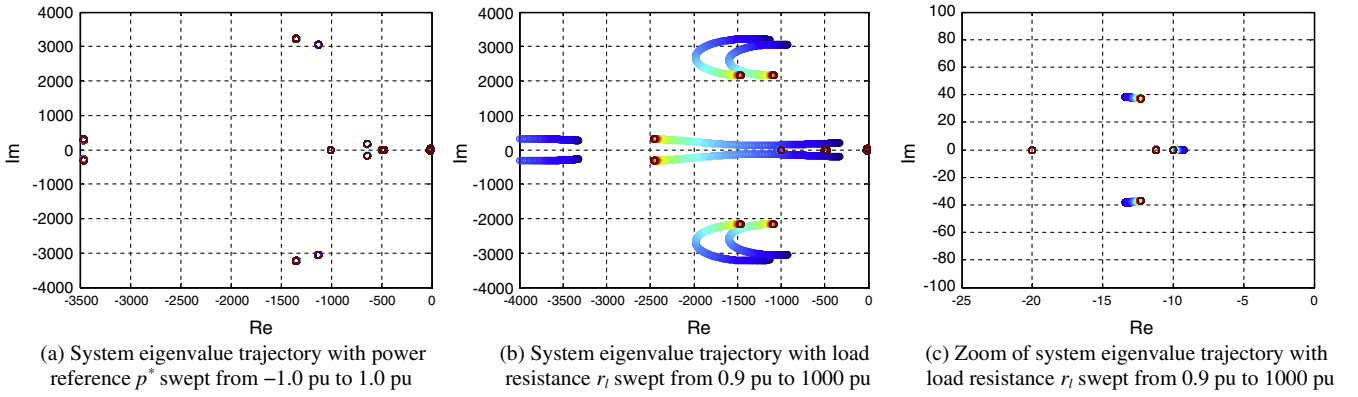 4000
3000
2000
1000
0
-1000
-2000
-3000
-4000
Im
-3500 -3000 -2500 -2000 -1500 -1000 -500 0
Re
(a) System eigenvalue trajectory with power
reference p* swept from −1.0 pu to 1.0 pu
4000
3000
2000
1000
0
-1000
-2000
-3000
4000
Im
-4000 -3500 -3000 -2500 -2000 -1500 -1000 -500 0
Re
(b) System eigenvalue trajectory with load
resistance rl swept from 0.9 pu to 1000 pu
100
80
60
40
20
0
-20
-40
-60
-80
-100
Im
-25 -20 -15 -10 -5 0
Re
(c) Zoom of system eigenvalue trajectory with
load resistance rl swept from 0.9 pu to 1000 pu